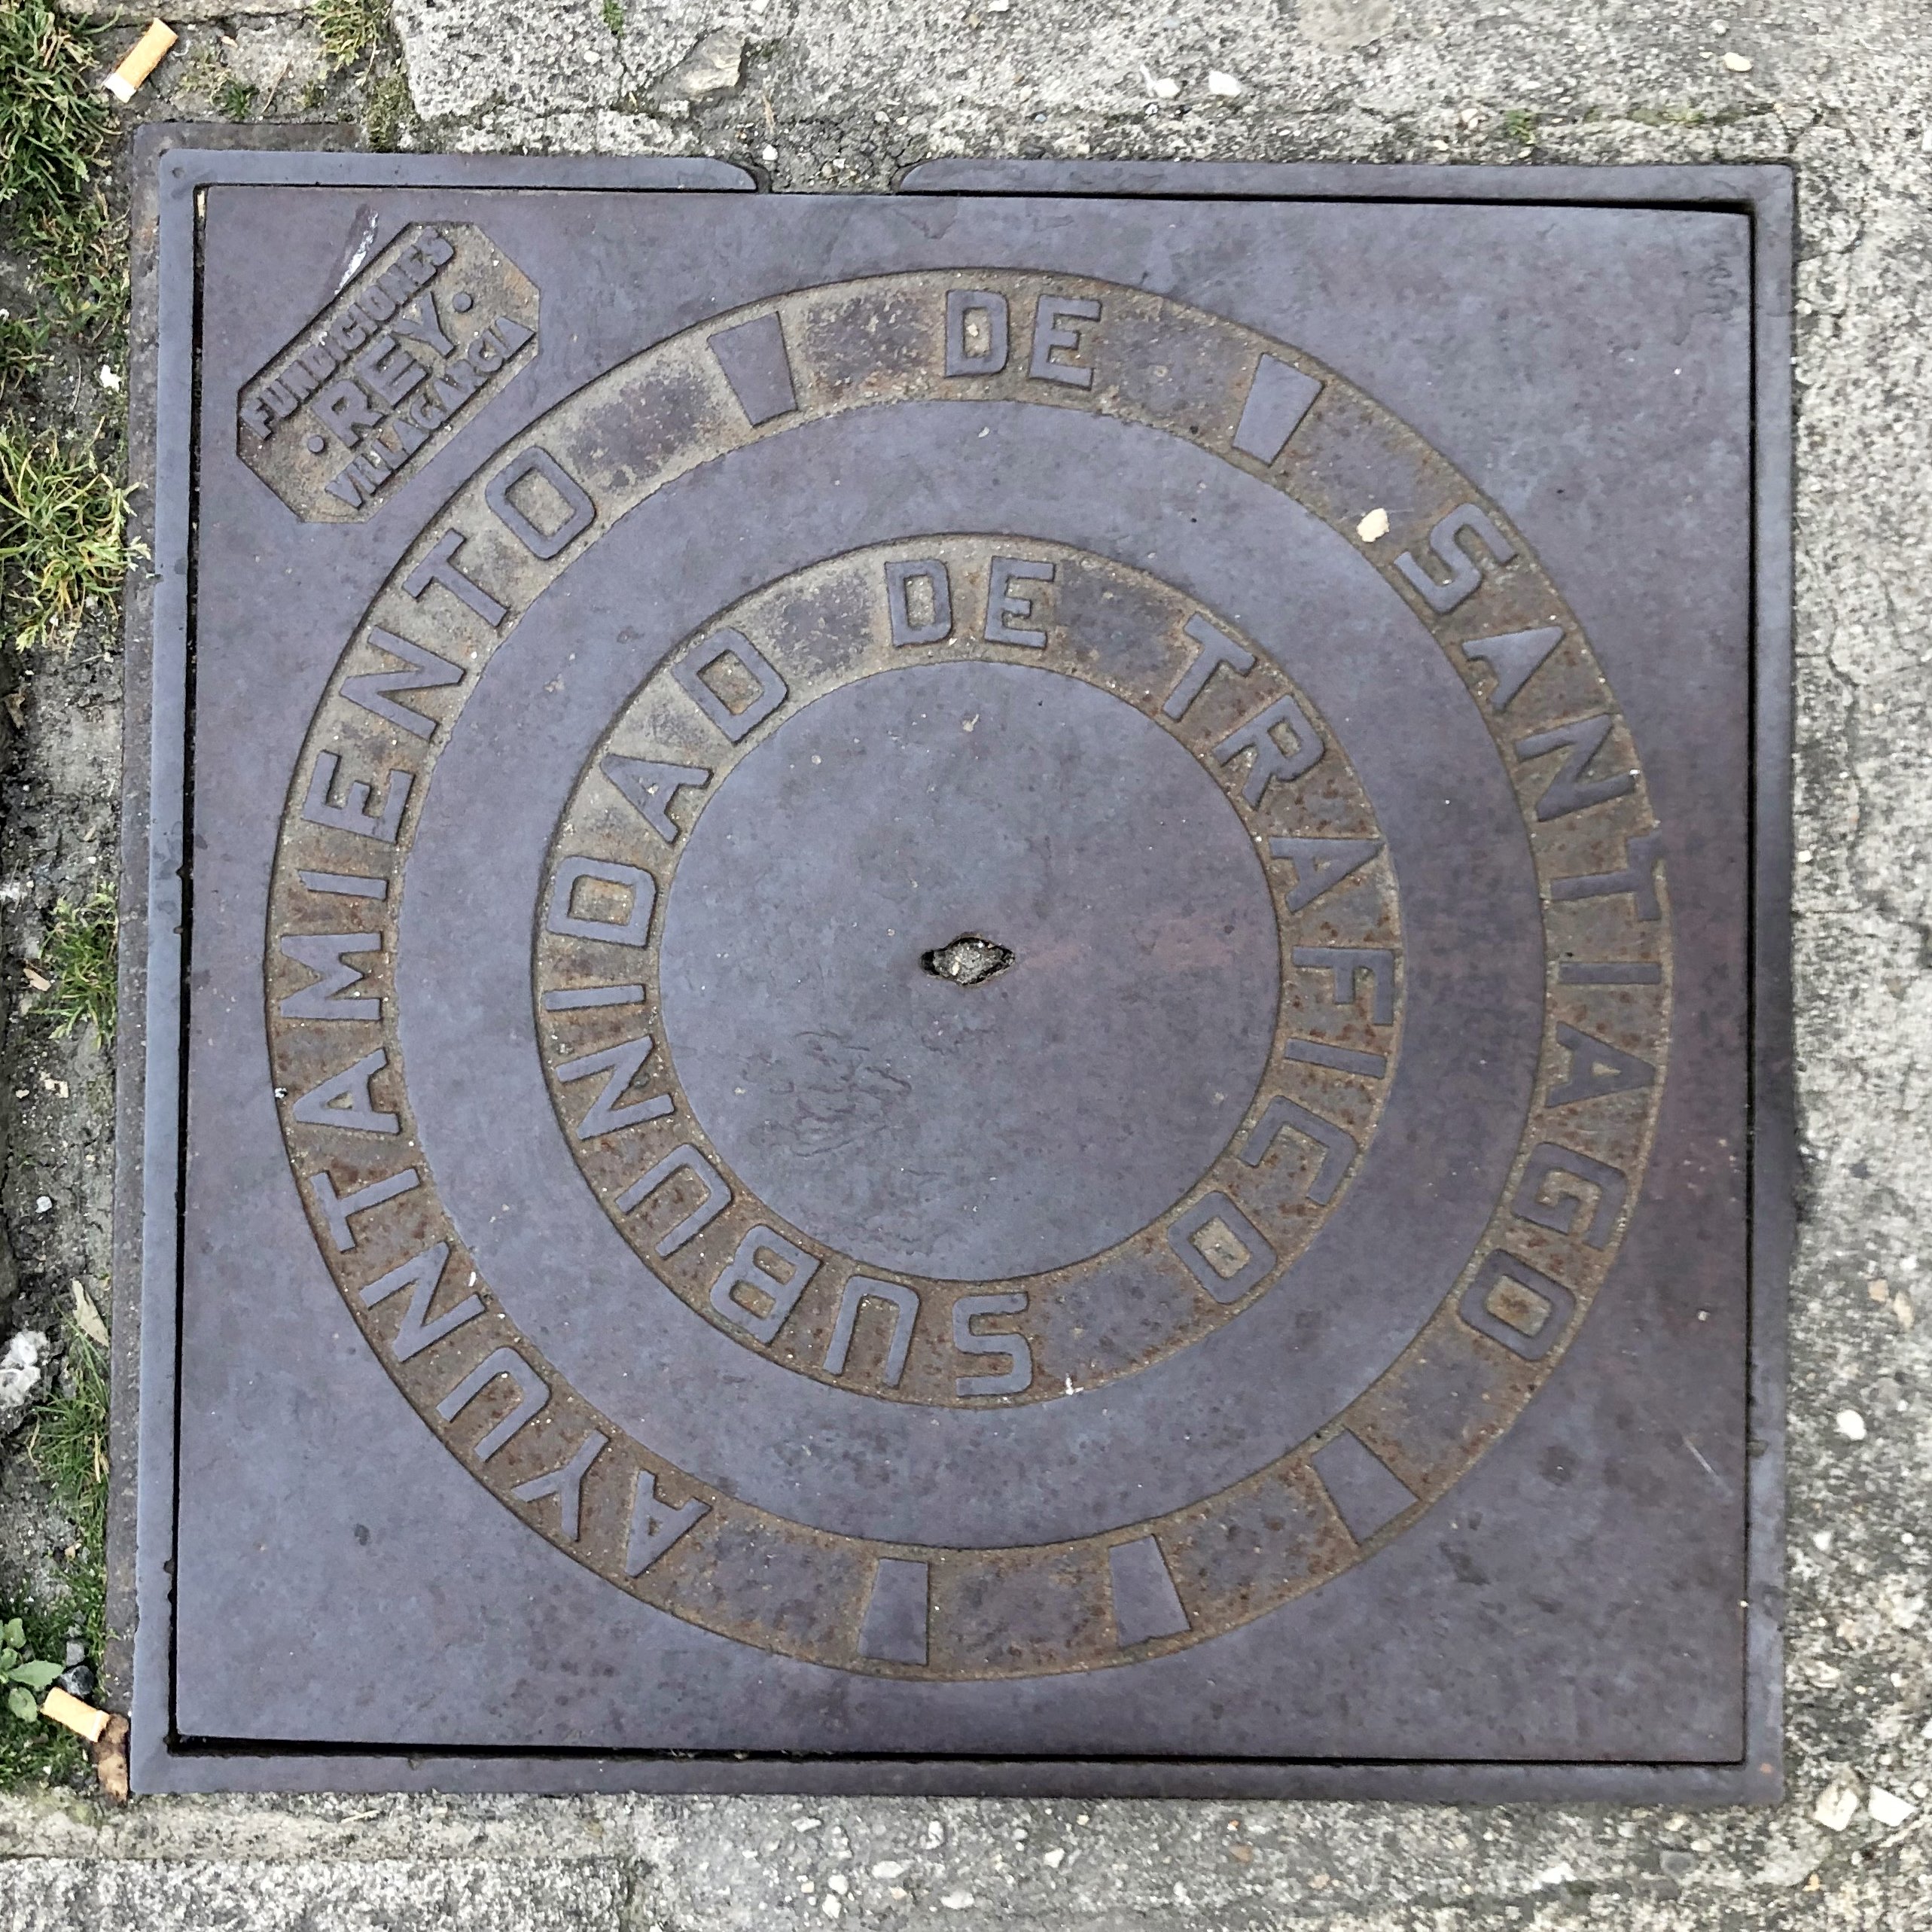 FUNDICIONES
·REY·
VILLAGARCIA
AYUNTAMIENTO DE SANTIAGO
SUBUNIDAD DE TRAFICO